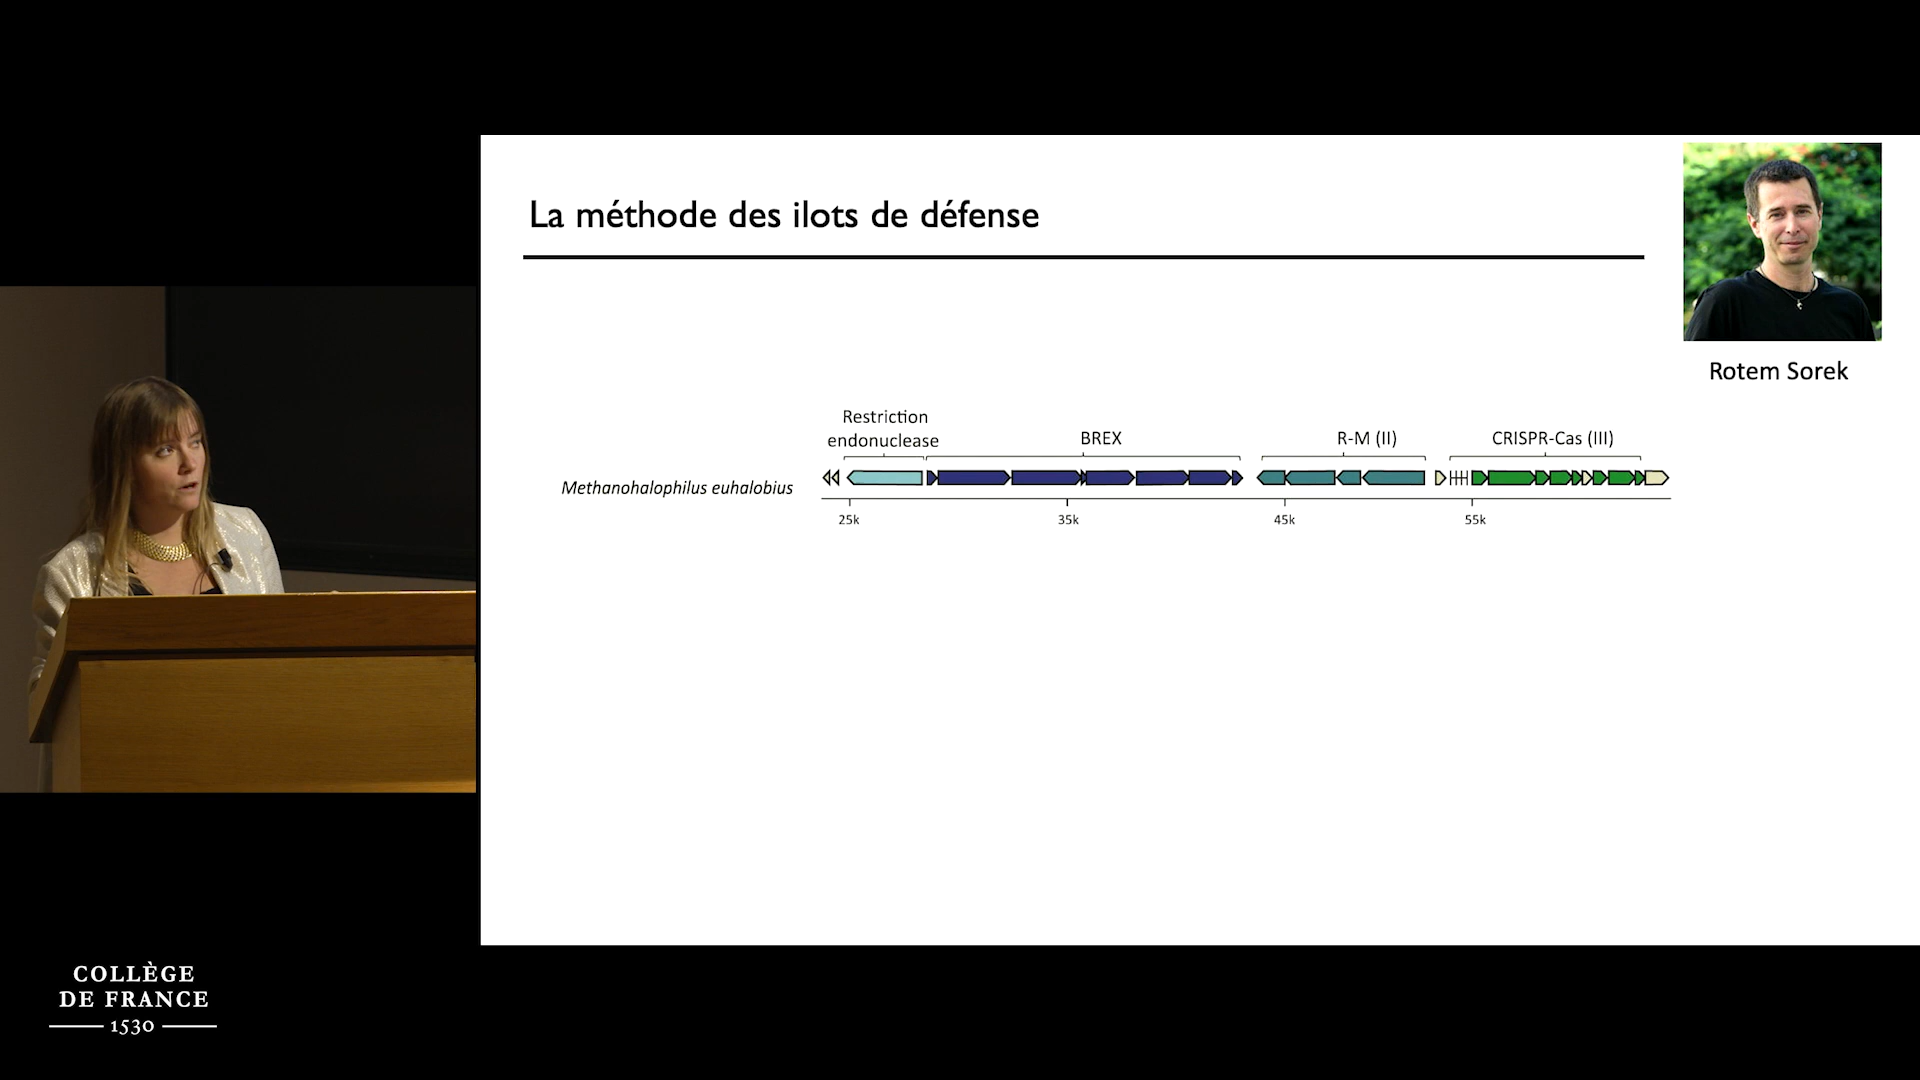 La méthode des ilots de défense
Rotem Sorek
Restriction
endonuclease
BREX
R-M (II)
CRISPR-Cas (III)
Methanohalophilus euhalobius
25k
35k
45k
55k
COLLÈGE
DE FRANCE
1530